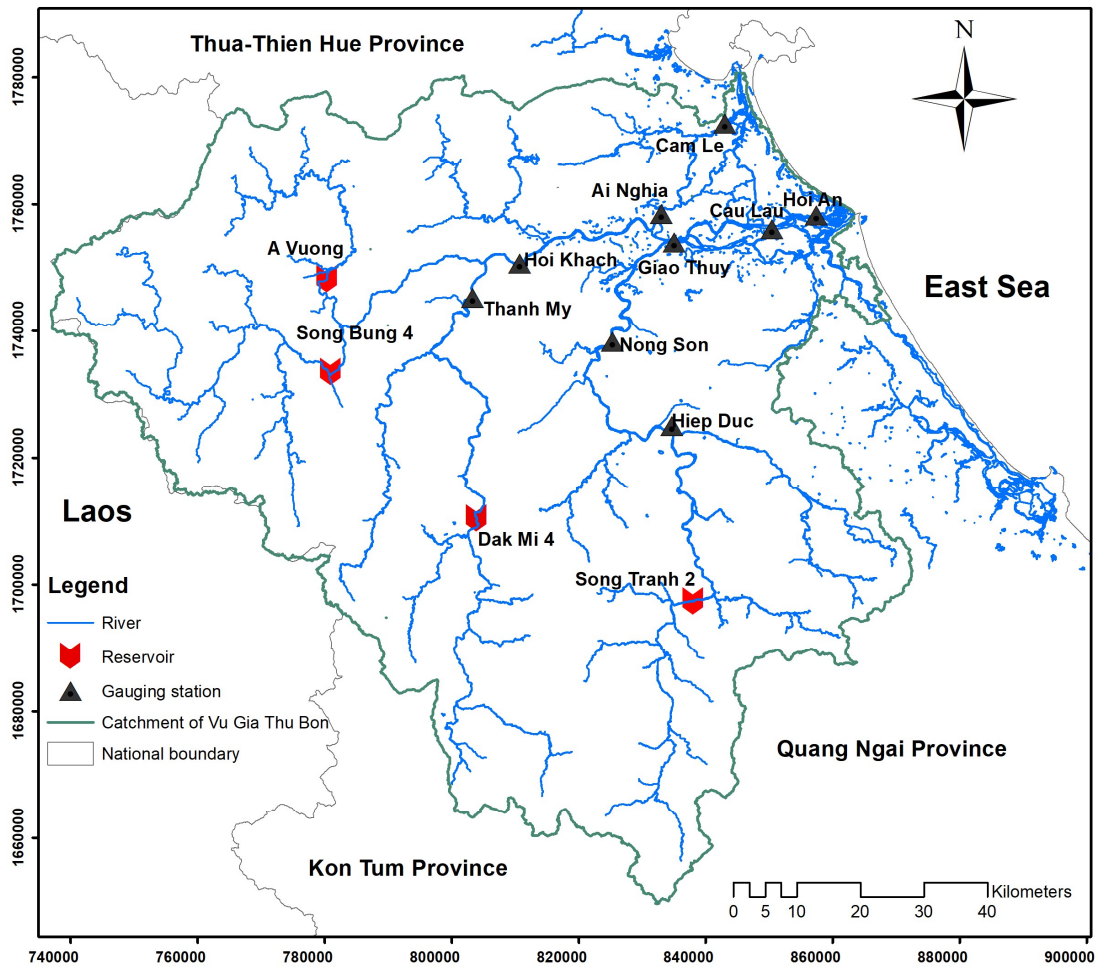 Thua-Thien Hue Province
N
Cam Le
Ai Nghia
Cau Lau
Hoi An
A Vuong
Hoi Khach
Giao Thuy
East Sea
Thanh My
Song Bung 4
Nong Son
Hiep Duc
Laos
Dak Mi 4
Song Tranh 2
Legend
River
Reservoir
Gauging station
Catchment of Vu Gia Thu Bon
National boundary
Quang Ngai Province
Kon Tum Province
Kilometers
0 5 10 20 30 40
1780000
1760000
1740000
1720000
1700000
1680000
1660000
740000 760000 780000 800000 820000 840000 860000 880000 900000